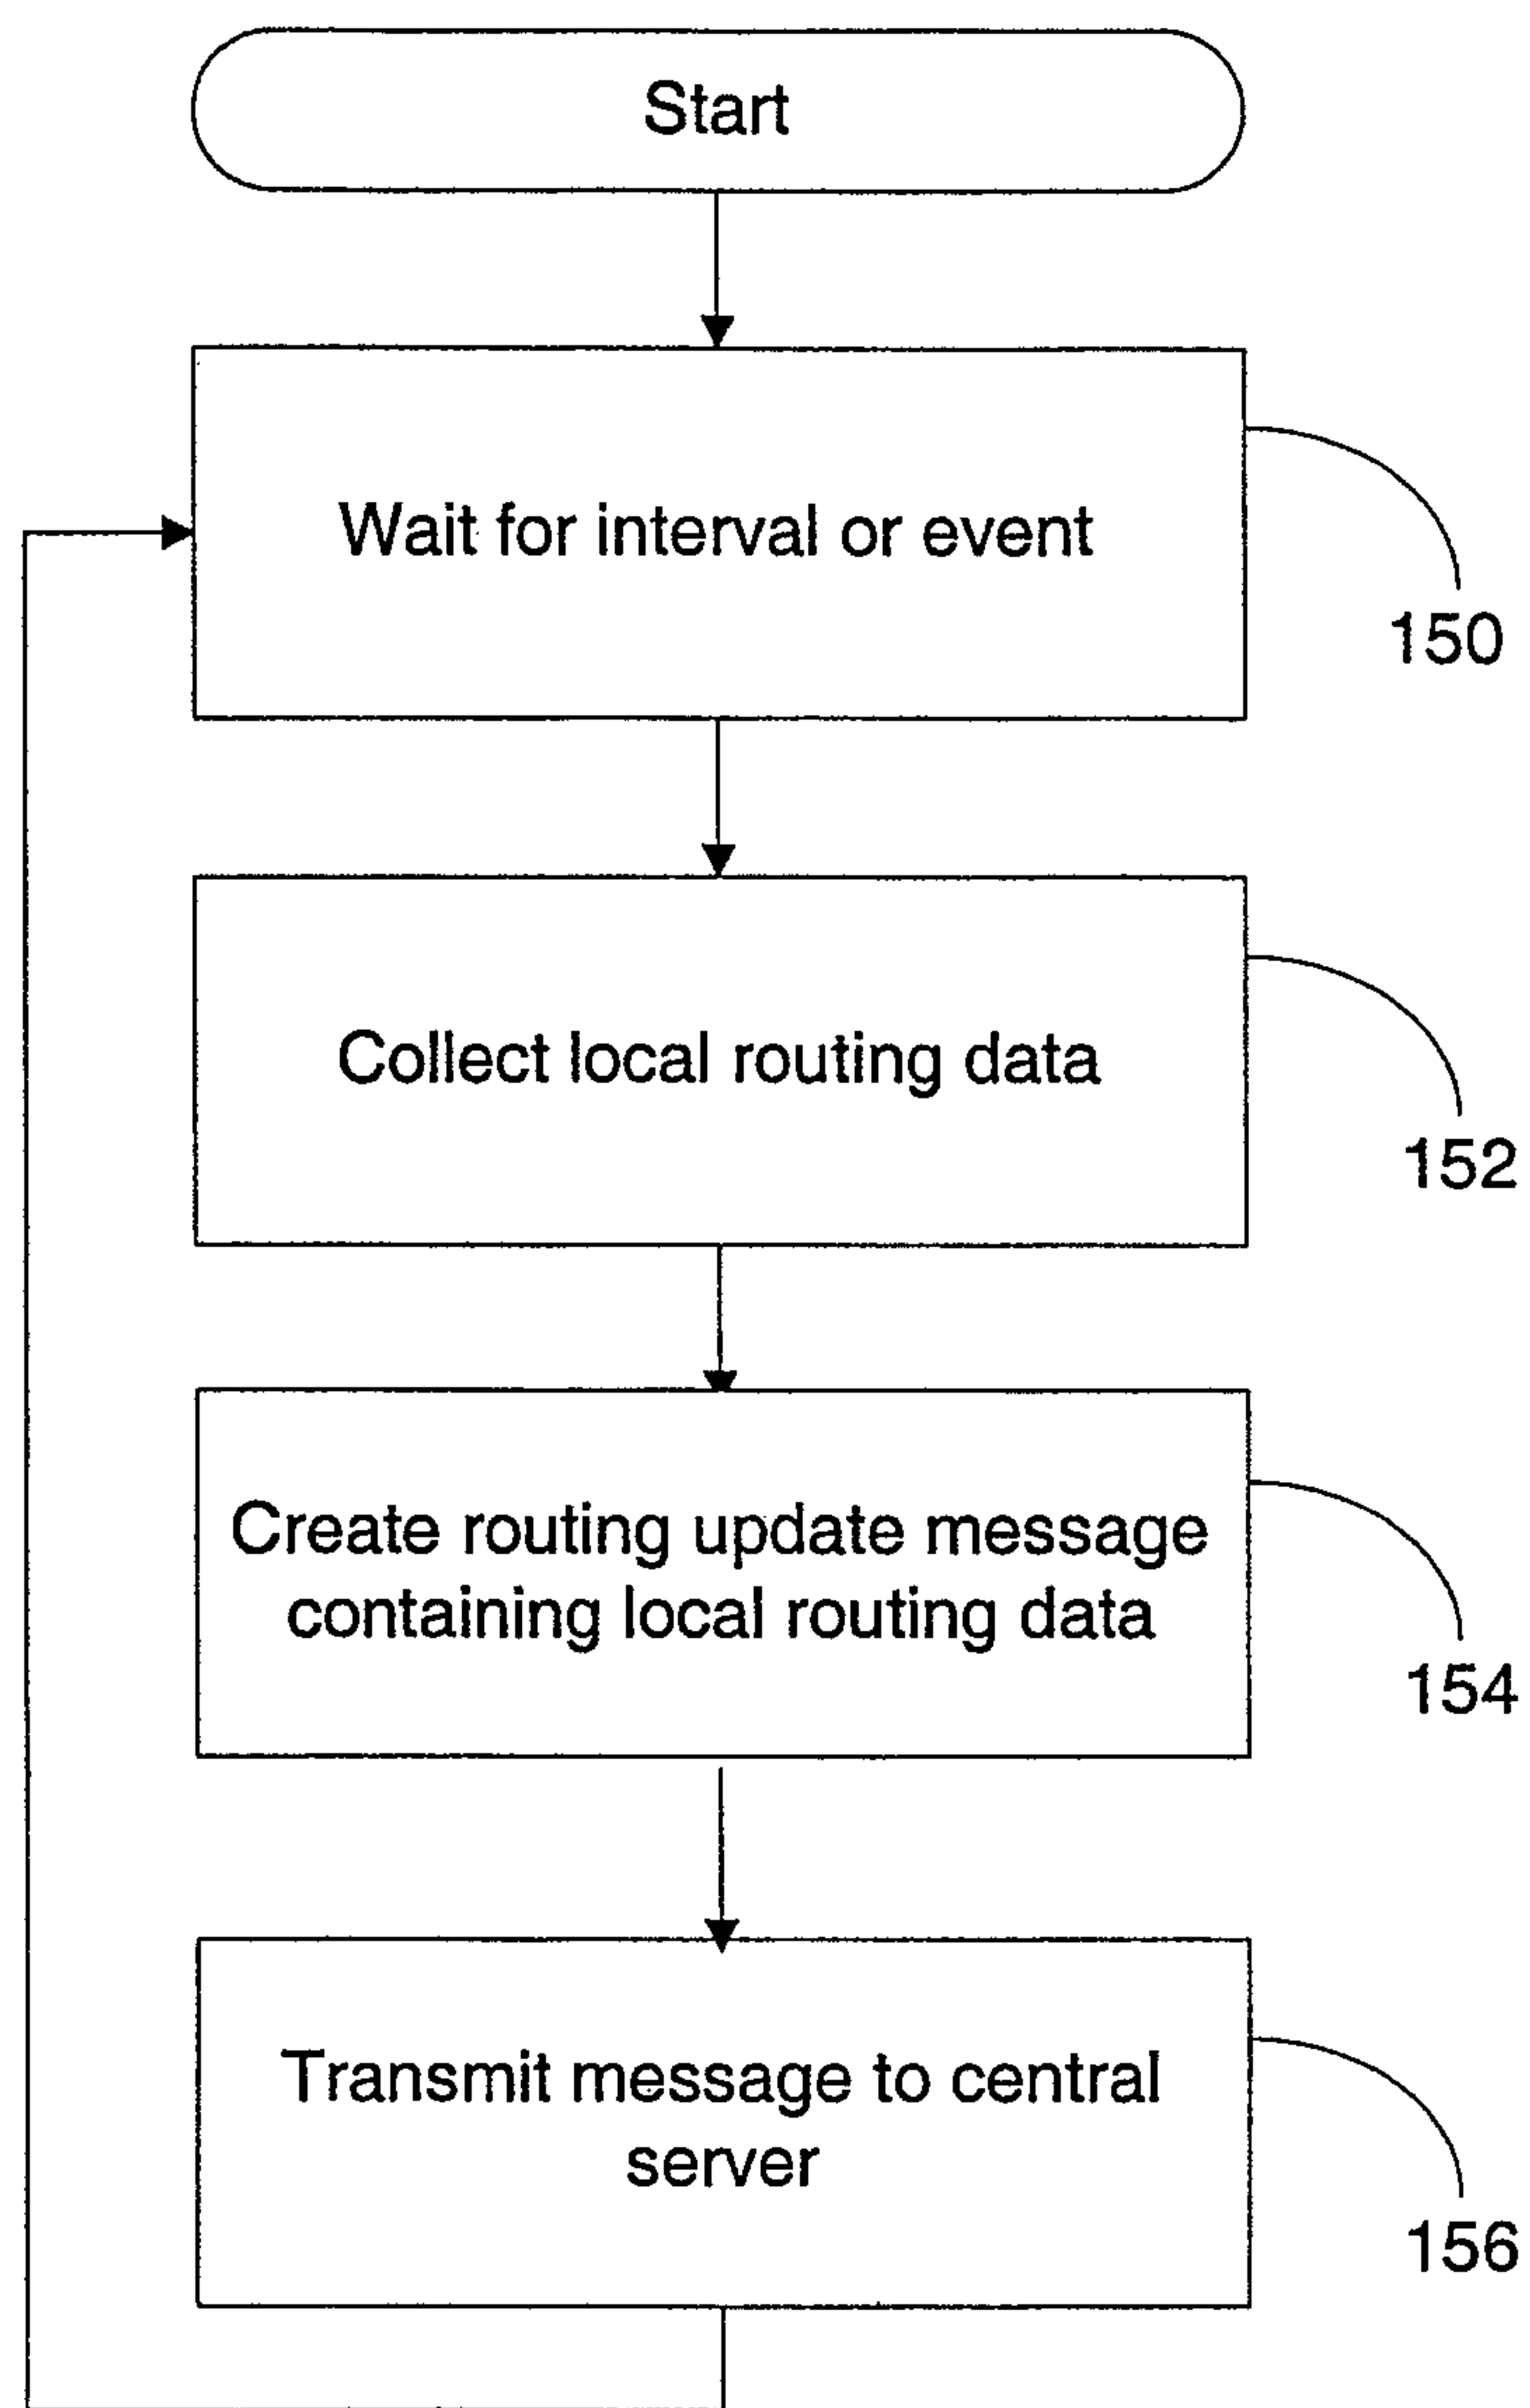 Start
Wait for interval or event
150
Collect local routing data
152
Create routing update message
containing local routing data
154
Transmit message to central
server
156